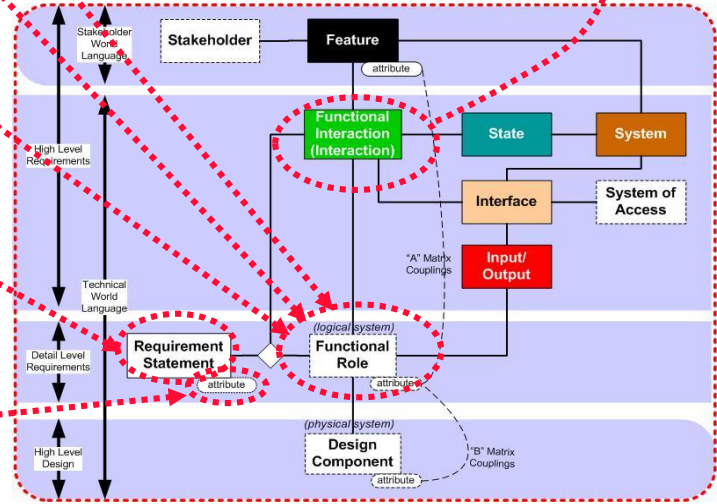 Stakeholder
World
Language
Stakeholder
Feature
attribute
High Level
Requirements
Functional
Interaction
(Interaction)
State
System
Interface
System of
Access
Technical
World
Language
"A" Matrix
Couplings
Input/
Output
Detail Level
Requirements
Requirement
Statement
attribute
(logical system)
Functional
Role
attribute
High Level
Design
(physical system)
Design
Component
attribute
"B" Matrix
Couplings